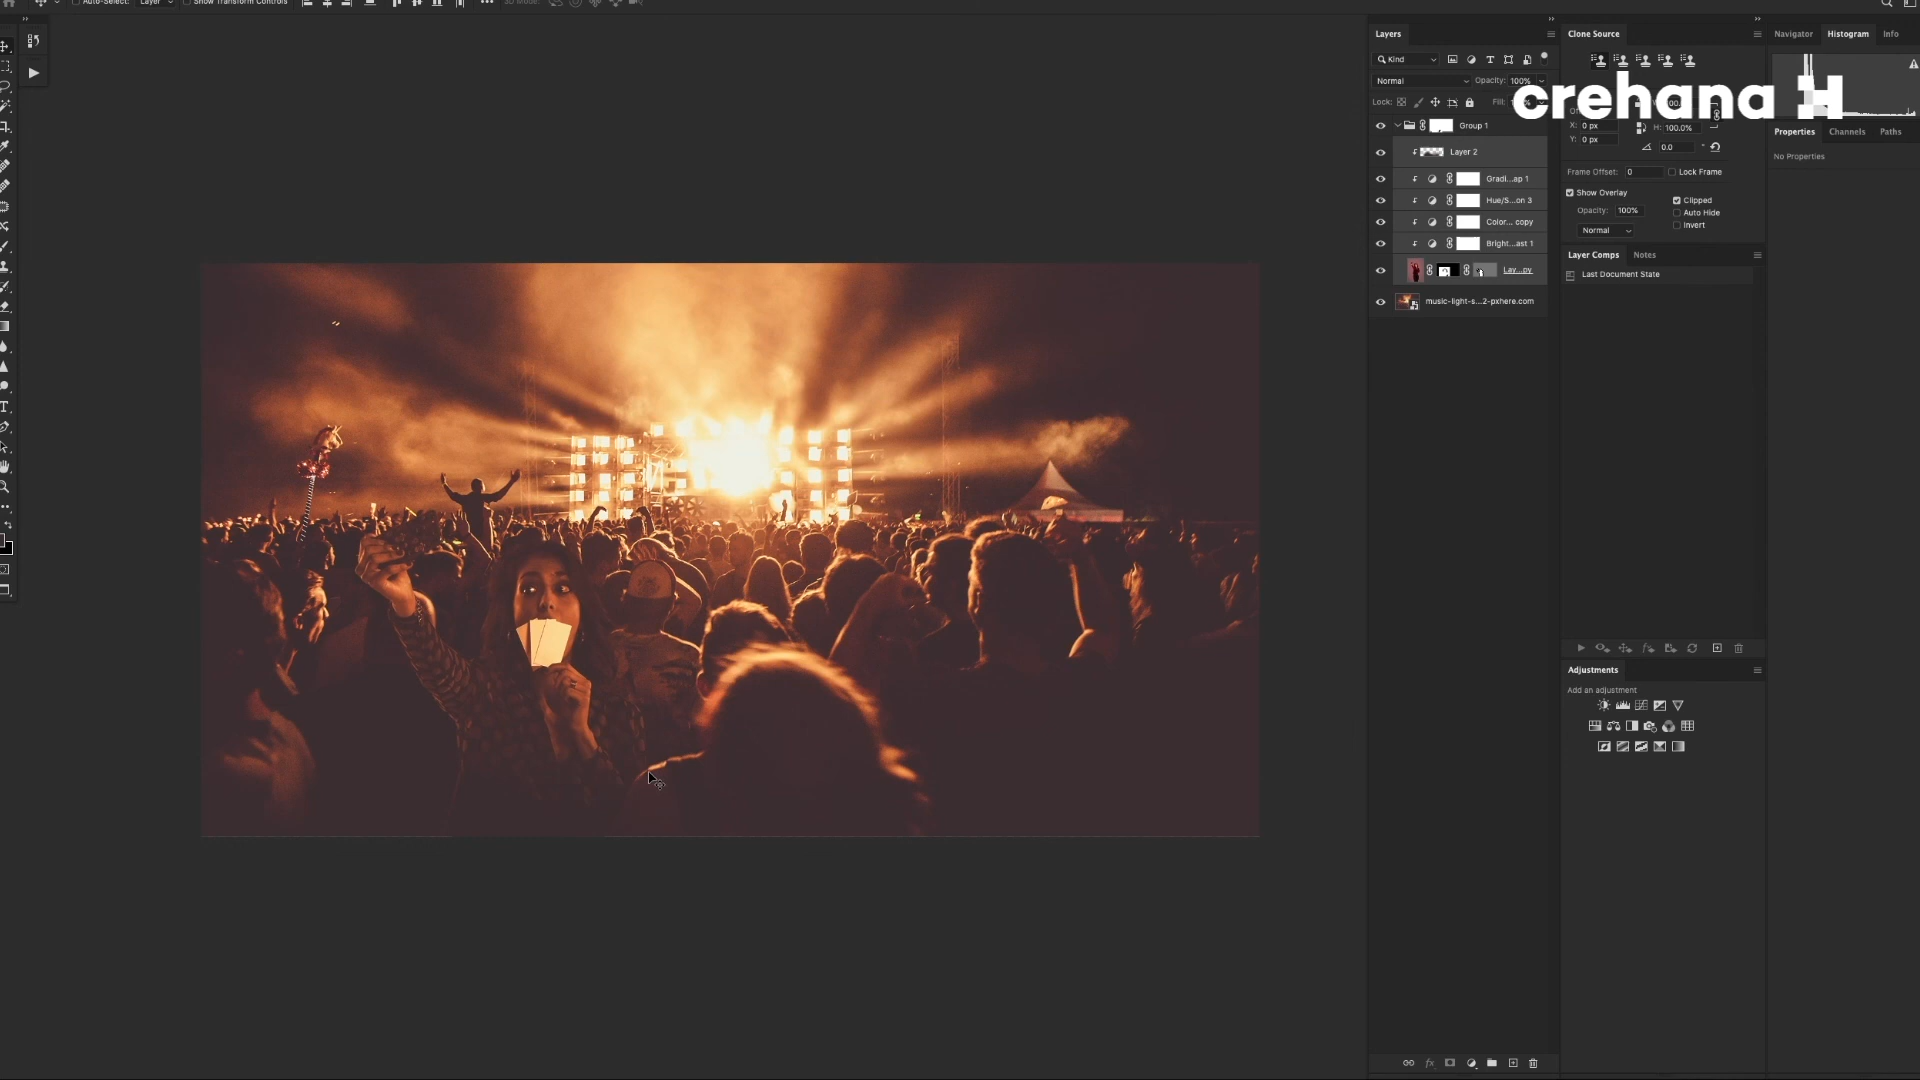 Auto-Select:
Layer
Show Transform Controls
3D Mode:
Layers
Kind
Normal
Opacity: 100%
Lock:
Fill:
Group 1
Layer 2
Gradi...ap 1
Hue/S...on 3
Color... copy
Bright...ast 1
Lay...py
music-light-s...2-pxhere.com
Clone Source
crehana
X: 0 px
Y: 0 px
H: 100.0%
0.0
Frame Offset: 0
Lock Frame
Show Overlay
Opacity: 100%
Normal
Clipped
Auto Hide
Invert
Layer Comps
Notes
Last Document State
Adjustments
Add an adjustment
Navigator
Histogram
Info
Properties
Channels
Paths
No Properties